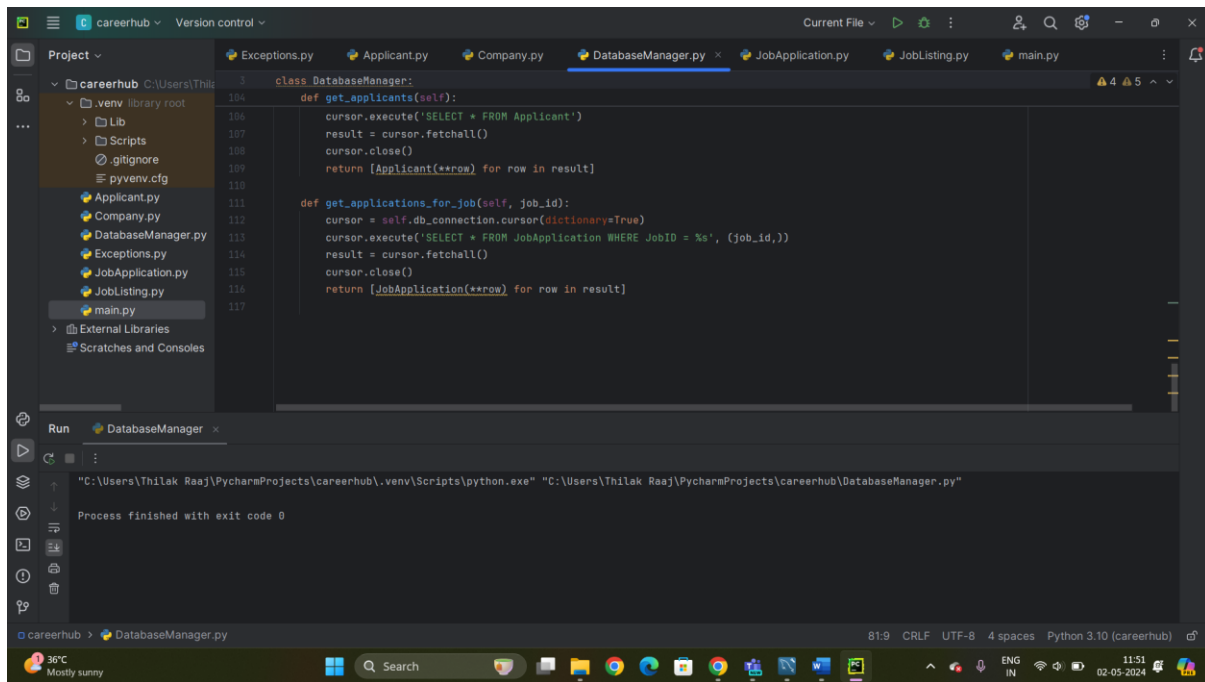 careerhub Version control Current File
Project
Exceptions.py Applicant.py Company.py DatabaseManager.py JobApplication.py JobListing.py main.py
careerhub C:\Users\Thila
.venv library root
Lib
Scripts
.gitignore
pyvenv.cfg
Applicant.py
Company.py
DatabaseManager.py
Exceptions.py
JobApplication.py
JobListing.py
main.py
External Libraries
Scratches and Consoles
3 class DatabaseManager:
4 5
104 def get_applicants(self):
106 cursor.execute('SELECT * FROM Applicant')
107 result = cursor.fetchall()
108 cursor.close()
109 return [Applicant(**row) for row in result]
110
111 def get_applications_for_job(self, job_id):
112 cursor = self.db_connection.cursor(dictionary=True)
113 cursor.execute('SELECT * FROM JobApplication WHERE JobID = %s', (job_id,))
114 result = cursor.fetchall()
115 cursor.close()
116 return [JobApplication(**row) for row in result]
117
Run DatabaseManager
"C:\Users\Thilak Raaj\PycharmProjects\careerhub\.venv\Scripts\python.exe" "C:\Users\Thilak Raaj\PycharmProjects\careerhub\DatabaseManager.py"
Process finished with exit code 0
careerhub > DatabaseManager.py 81:9 CRLF UTF-8 4 spaces Python 3.10 (careerhub)
1 36°C
Mostly sunny
Search
ENG
IN
11:51
02-05-2024